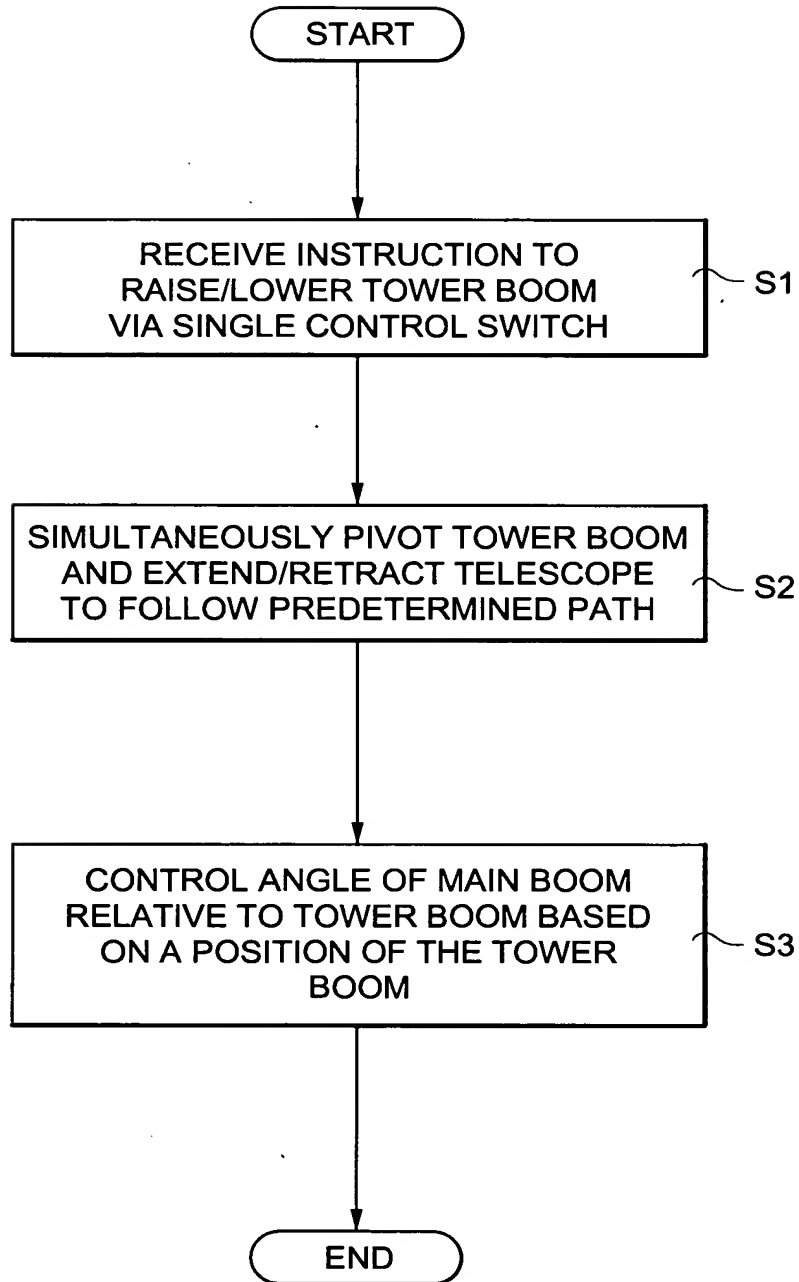 START
RECEIVE INSTRUCTION TO
RAISE/LOWER TOWER BOOM
VIA SINGLE CONTROL SWITCH
S1
SIMULTANEOUSLY PIVOT TOWER BOOM
AND EXTEND/RETRACT TELESCOPE
TO FOLLOW PREDETERMINED PATH
S2
CONTROL ANGLE OF MAIN BOOM
RELATIVE TO TOWER BOOM BASED
ON A POSITION OF THE TOWER
BOOM
S3
END